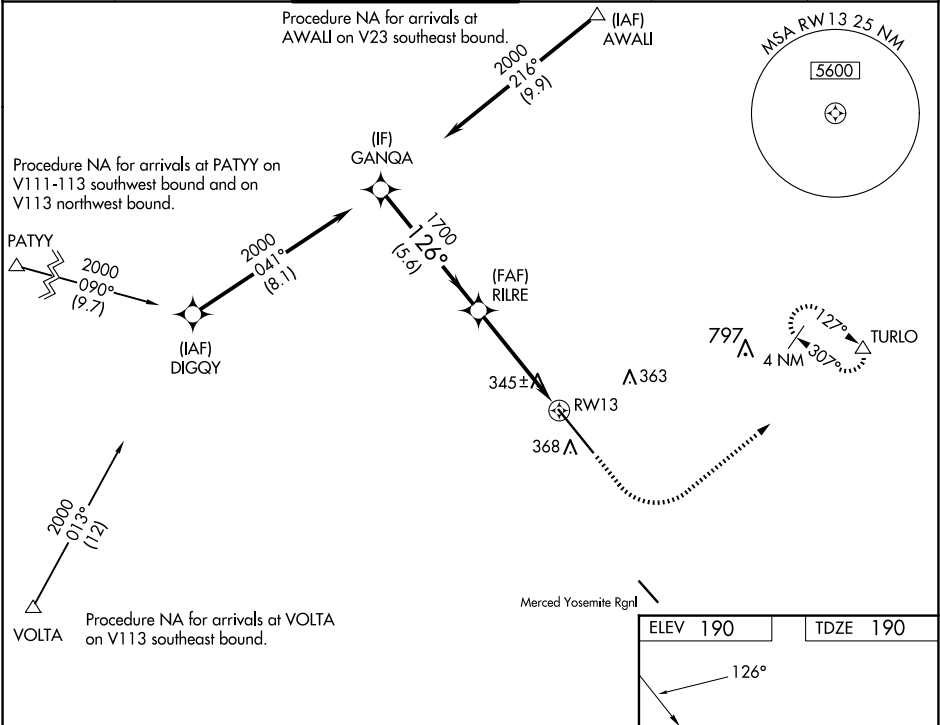 Procedure NA for arrivals at
AWALI on V23 southeast bound.
(IAF)
AWALI
2000
216°
(9.9)
MSA RW13 25 NM
5600
(IF)
GANQA
Procedure NA for arrivals at PATYY on
V111-113 southwest bound and on
V113 northwest bound.
PATYY
2000
090°
(9.7)
2000
041°
(8.1)
1700
126°
(5.6)
(FAF)
RILRE
(IAF)
DIGQY
797
4 NM
127°
307°
TURLO
345±
363
RW13
368
2000
013°
(12)
VOLTA
Procedure NA for arrivals at VOLTA
on V113 southeast bound.
Merced Yosemite Rgnl
ELEV 190
TDZE 190
126°